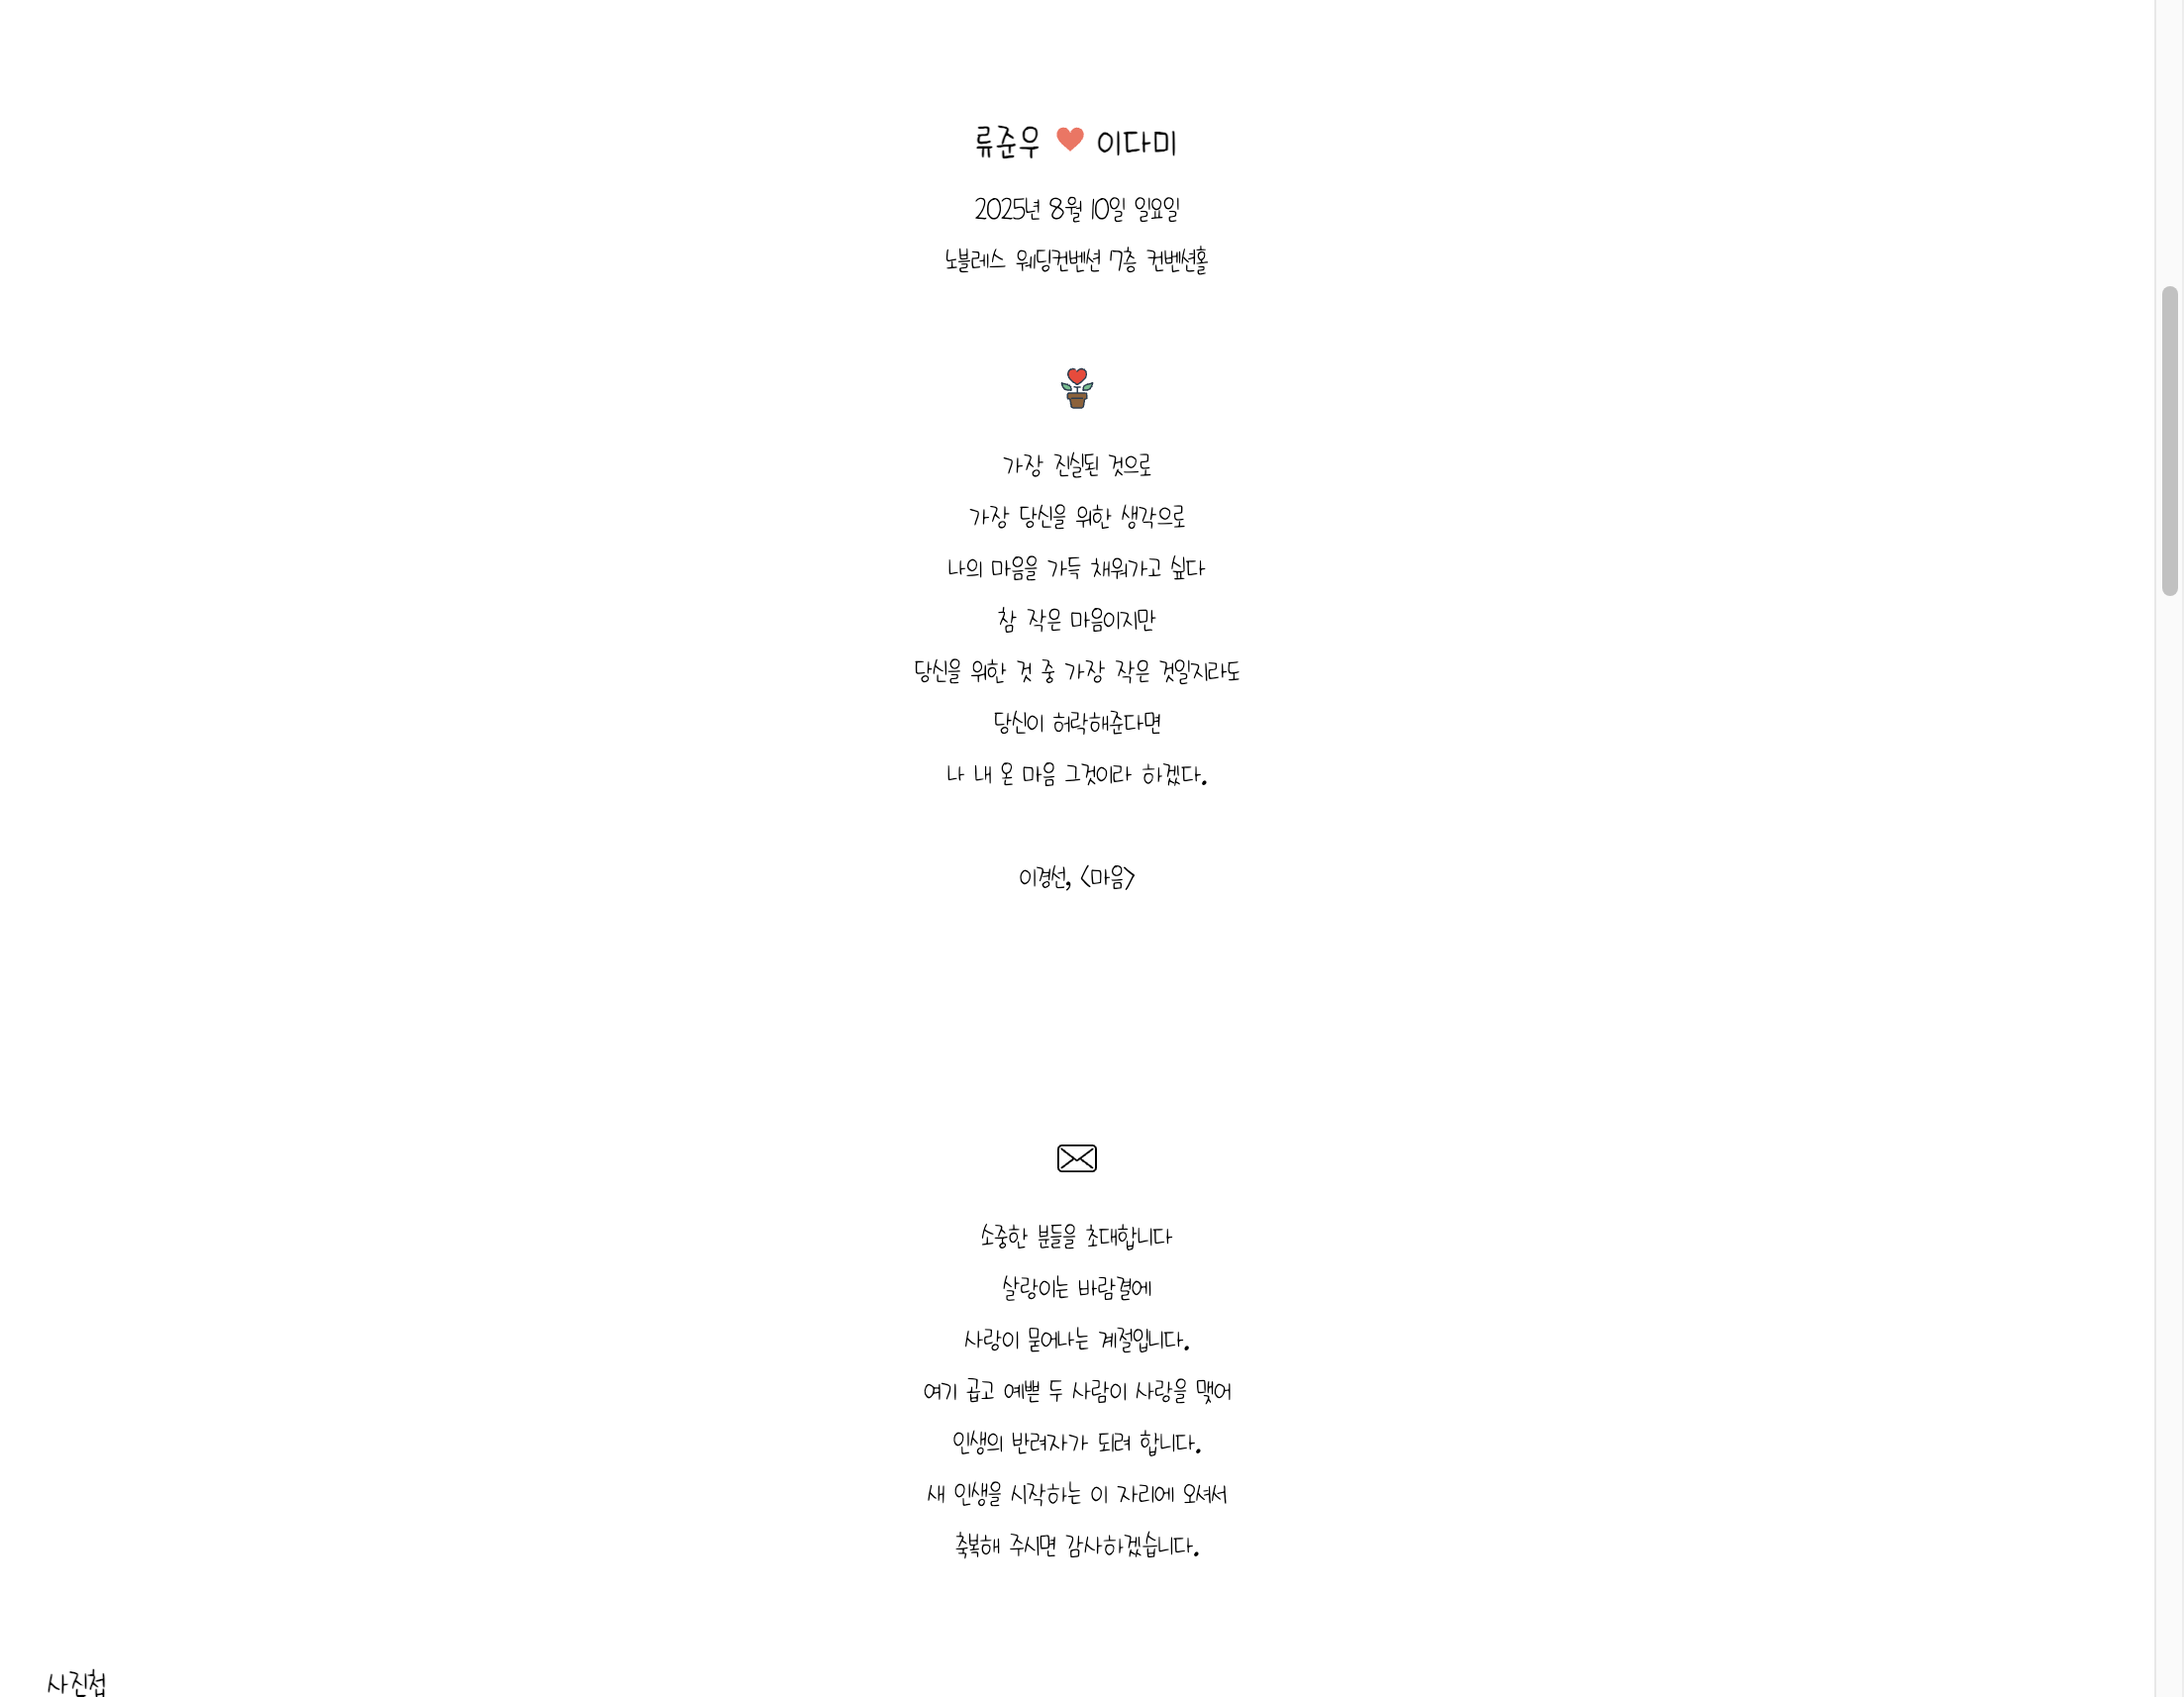 류준우 ♥ 이다미
2025년 8월 10일 일요일
노블레스 웨딩컨벤션 7층 컨벤션홀
가장 진실된 것으로
가장 당신을 위한 생각으로
나의 마음을 가득 채워가고 싶다
참 작은 마음이지만
당신을 위한 것 중 가장 작은 것일지라도
당신이 허락해준다면
나 내 온 마음 그것이라 하겠다.
이경선, <마음>
소중한 분들을 초대합니다
살랑이는 바람결에
사랑이 묻어나는 계절입니다.
여기 곱고 예쁜 두 사람이 사랑을 맺어
인생의 반려자가 되려 합니다.
새 인생을 시작하는 이 자리에 오셔서
축복해 주시면 감사하겠습니다.
사진첩